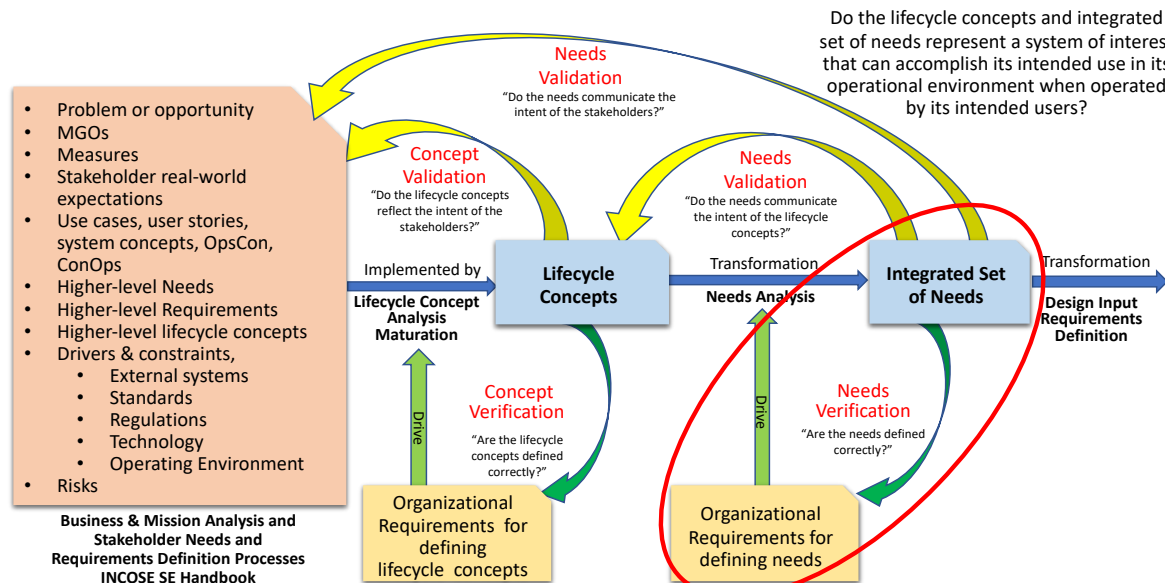 Do the lifecycle concepts and integrated
set of needs represent a system of interes
that can accomplish its intended use in its
operational environment when operated
by its intended users?
Needs
Validation
“Do the needs communicate the
intent of the stakeholders?”
• Problem or opportunity
• MGOs
• Measures
• Stakeholder real-world
expectations
• Use cases, user stories,
system concepts, OpsCon,
ConOps
• Higher-level Needs
• Higher-level Requirements
• Higher-level lifecycle concepts
• Drivers & constraints,
• External systems
• Standards
• Regulations
• Technology
• Operating Environment
• Risks
Business & Mission Analysis and
Stakeholder Needs and
Requirements Definition Processes
INCOSE SE Handbook
Concept
Validation
“Do the lifecycle concepts
reflect the intent of the
stakeholders?”
Needs
Validation
“Do the needs communicate
the intent of the lifecycle
concepts?”
Implemented by
Lifecycle Concept
Analysis
Maturation
Lifecycle
Concepts
Transformation
Needs Analysis
Integrated Set
of Needs
Transformation
Design Input
Requirements
Definition
Drive
Concept
Verification
“Are the lifecycle
concepts defined
correctly?”
Drive
Needs
Verification
“Are the needs defined
correctly?”
Organizational
Requirements for
defining
lifecycle concepts
Organizational
Requirements for
defining needs